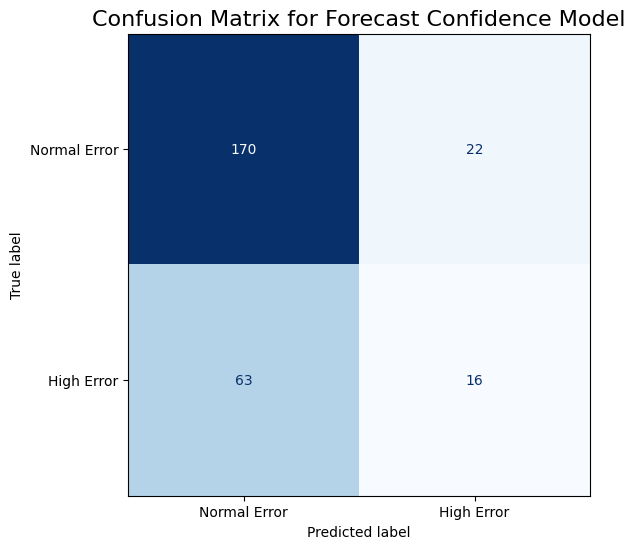 Confusion Matrix for Forecast Confidence Model
Normal Error
170
22
True label
High Error
63
16
Normal Error
High Error
Predicted label